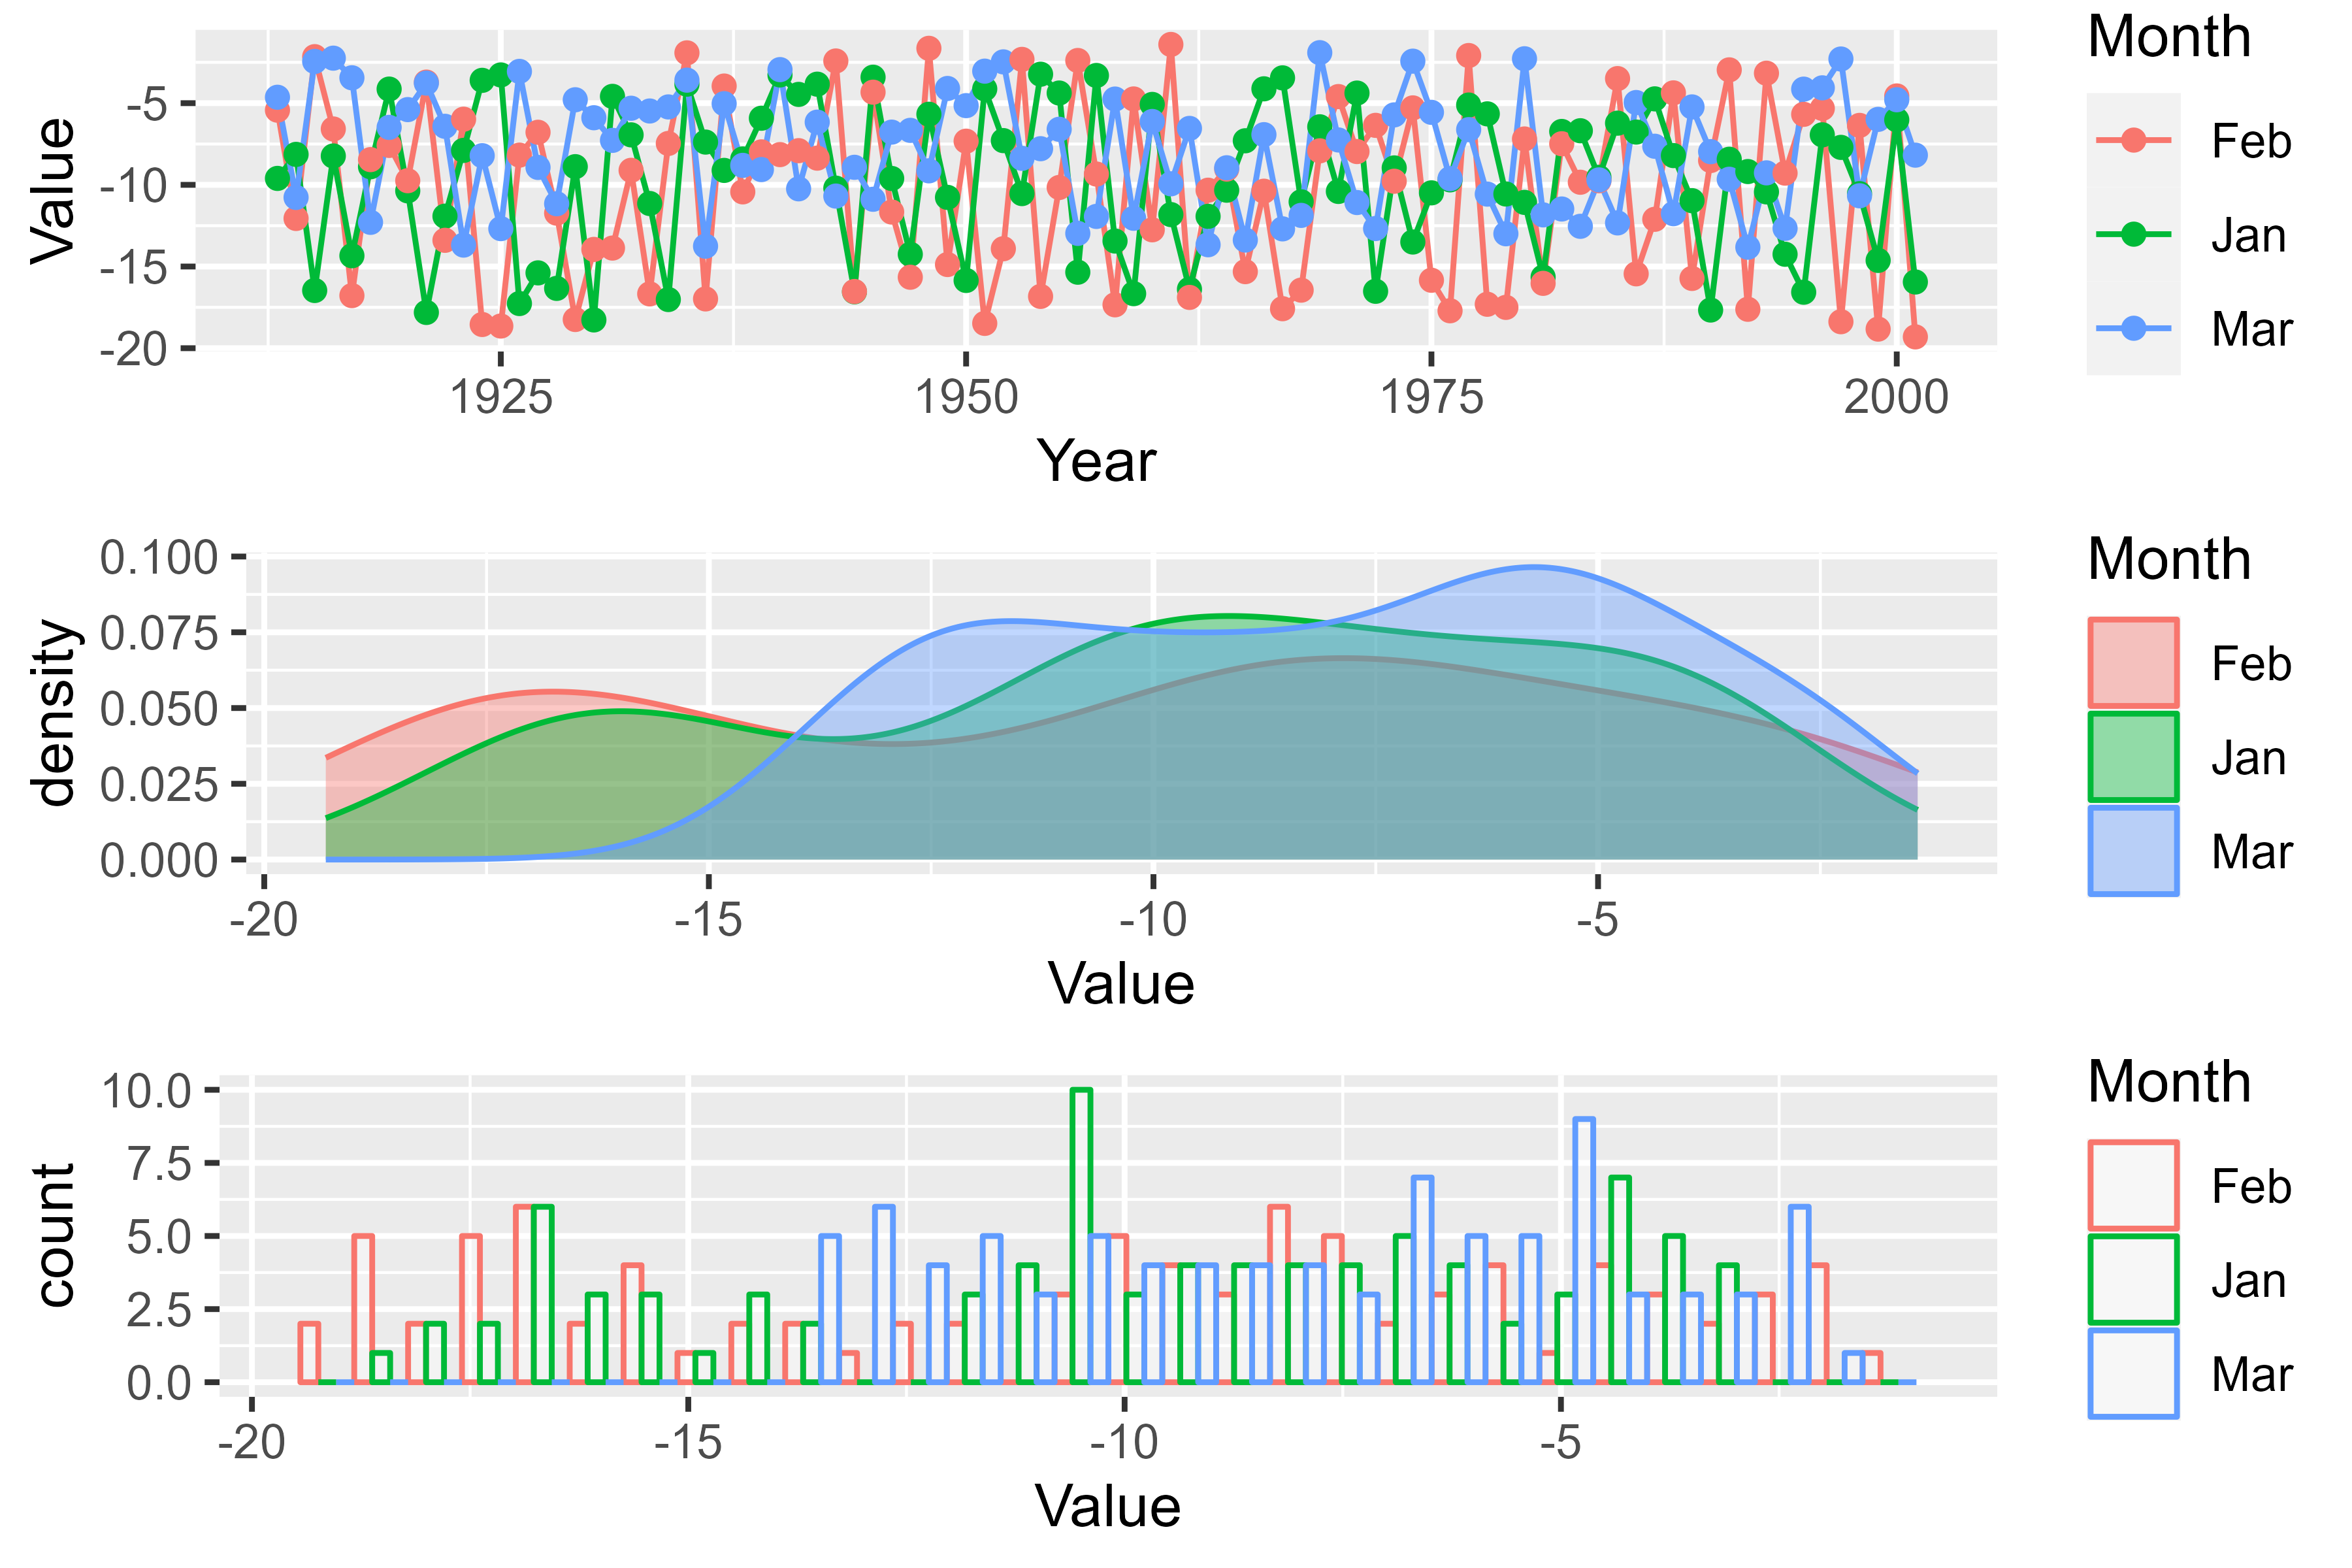 Value
-5
-10
-15
-20
1925 1950 1975 2000
Year
Month
Feb
Jan
Mar
density
0.100
0.075
0.050
0.025
0.000
-20 -15 -10 -5
Value
Month
Feb
Jan
Mar
count
10.0
7.5
5.0
2.5
0.0
-20 -15 -10 -5
Value
Month
Feb
Jan
Mar